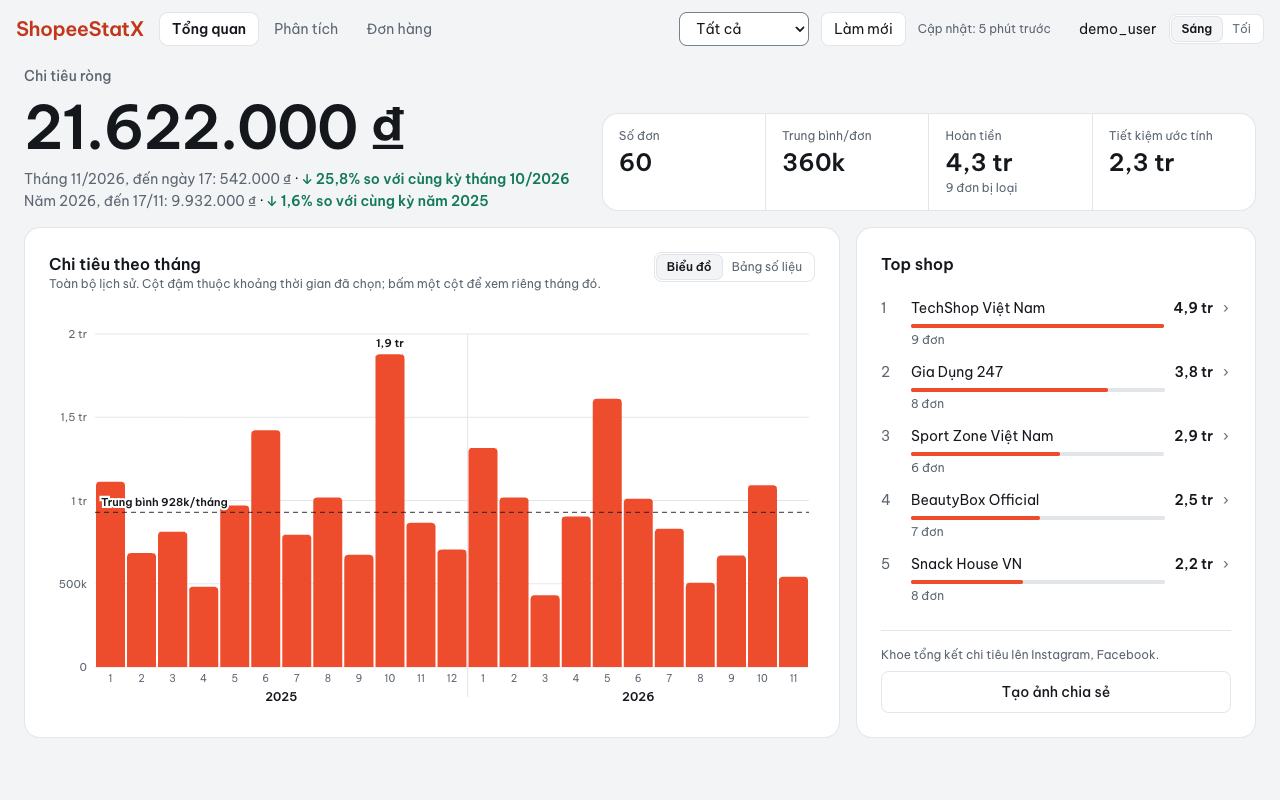 ShopeeStatX
Tổng quan
Phân tích
Đơn hàng
Tất cả
Làm mới
Cập nhật: 5 phút trước
demo_user
Sáng
Tối
Chi tiêu ròng
21.622.000 ₫
Tháng 11/2026, đến ngày 17: 542.000 ₫ · ↓ 25,8% so với cùng kỳ tháng 10/2026
Năm 2026, đến 17/11: 9.932.000 ₫ · ↓ 1,6% so với cùng kỳ năm 2025
Số đơn
60
Trung bình/đơn
360k
Hoàn tiền
4,3 tr
9 đơn bị loại
Tiết kiệm ước tính
2,3 tr
Chi tiêu theo tháng
Toàn bộ lịch sử. Cột đậm thuộc khoảng thời gian đã chọn; bấm một cột để xem riêng tháng đó.
Biểu đồ
Bảng số liệu
2 tr
1,9 tr
1,5 tr
1 tr
Trung bình 928k/tháng
500k
0
1 2 3 4 5 6 7 8 9 10 11 12 1 2 3 4 5 6 7 8 9 10 11
2025 2026
Top shop
1 TechShop Việt Nam 4,9 tr ›
9 đơn
2 Gia Dụng 247 3,8 tr ›
8 đơn
3 Sport Zone Việt Nam 2,9 tr ›
6 đơn
4 BeautyBox Official 2,5 tr ›
7 đơn
5 Snack House VN 2,2 tr ›
8 đơn
Khoe tổng kết chi tiêu lên Instagram, Facebook.
Tạo ảnh chia sẻ